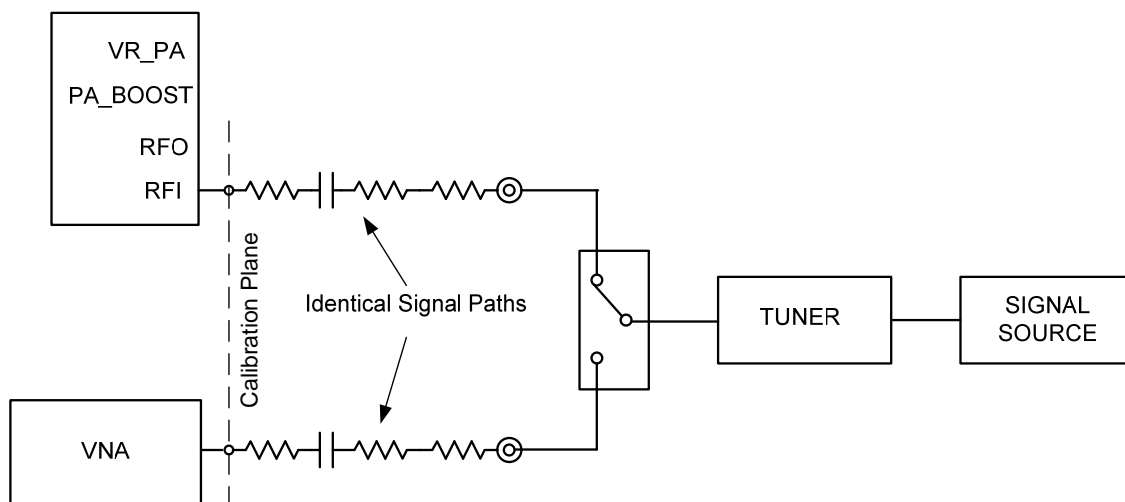 VR_PA
PA_BOOST
RFO
RFI
Calibration Plane
Identical Signal Paths
TUNER
SIGNAL
SOURCE
VNA